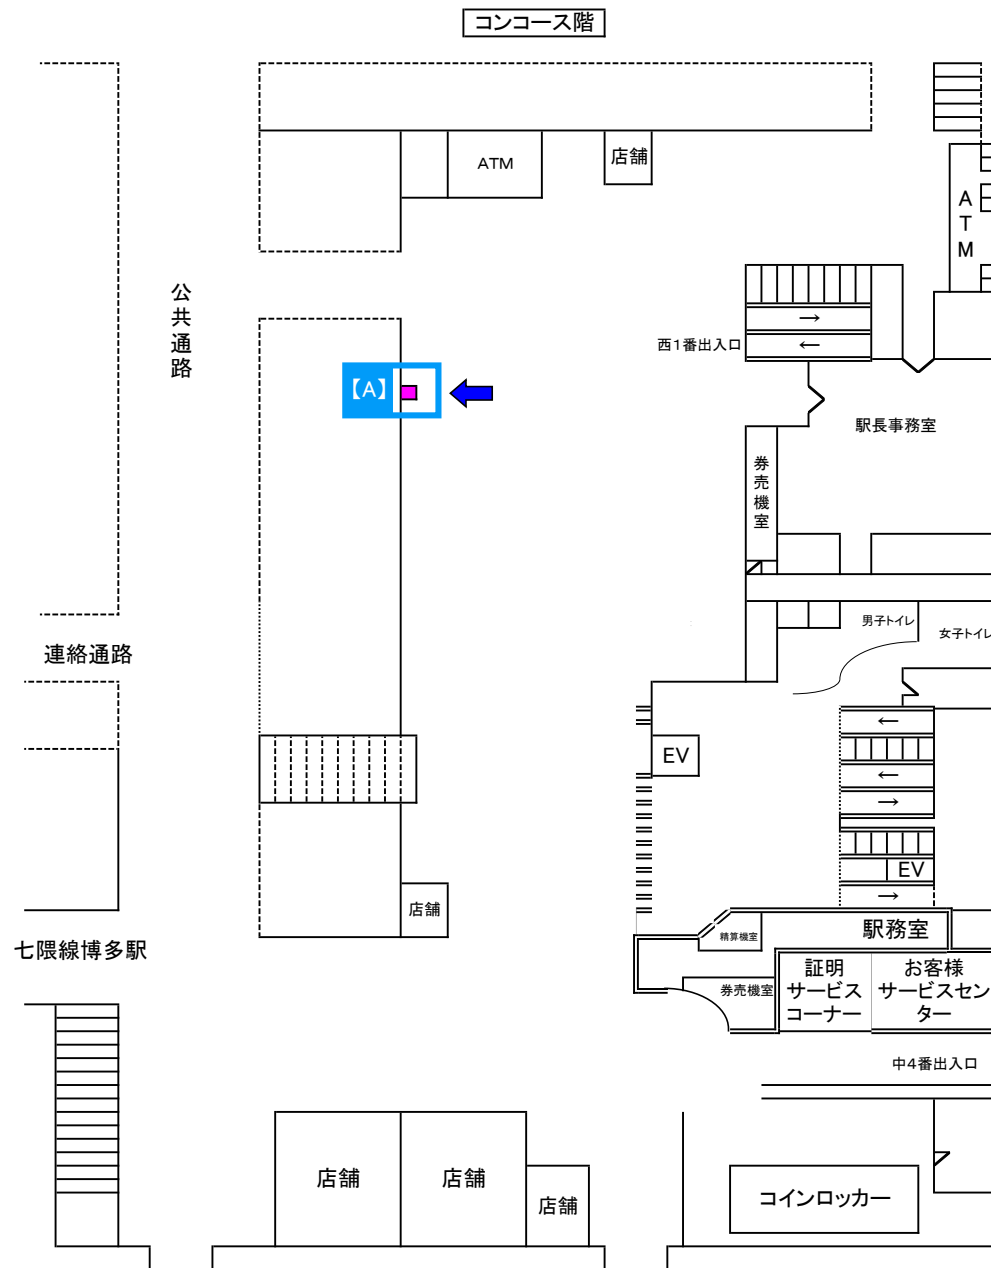 コンコース階
ATM
店舗
ATM
公共通路
西1番出入口
→
←
【A】
駅長事務室
券売機室
男子トイレ
女子トイレ
連絡通路
←
EV
←
→
EV
→
店舗
駅務室
精算機室
七隈線博多駅
証明
サービス
コーナー
お客様
サービスセン
ター
券売機室
中4番出入口
店舗
店舗
店舗
コインロッカー